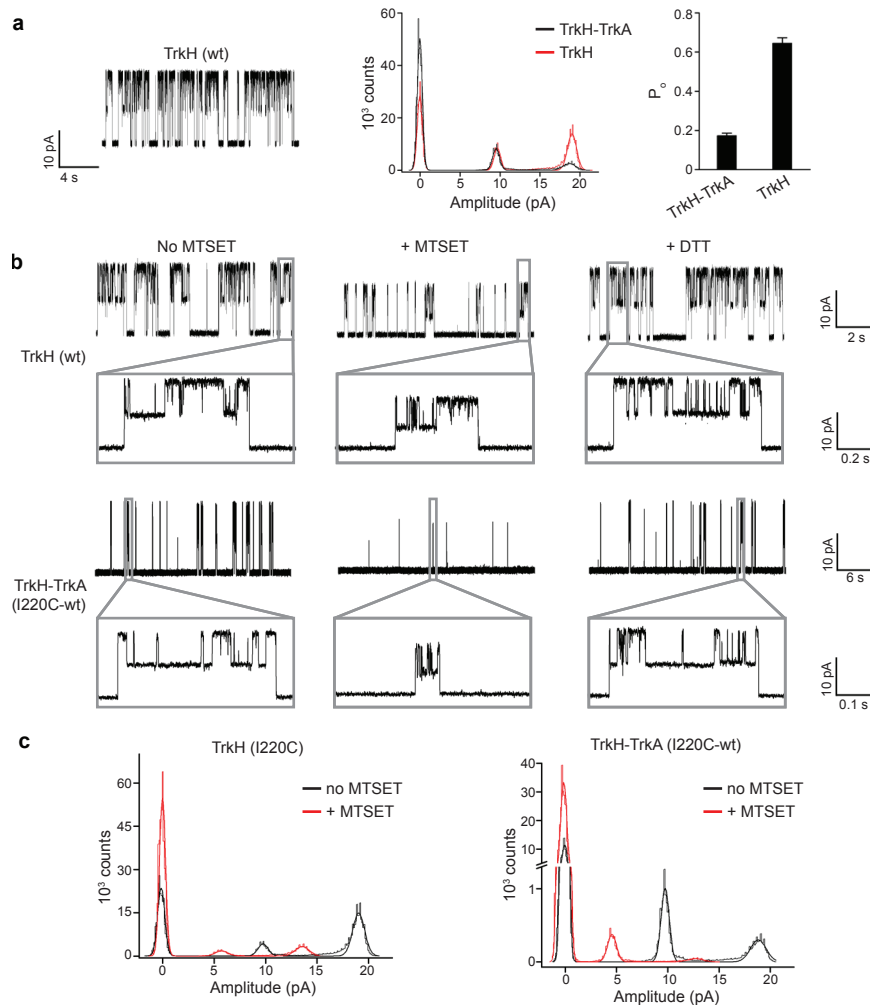 a
TrkH (wt)
10 pA
4 s
10³ counts
60
40
20
0
0
5
10
15
20
Amplitude (pA)
TrkH-TrkA
TrkH
Pₒ
0.8
0.6
0.4
0.2
0
TrkH-TrkA
TrkH
b
No MTSET
+ MTSET
+ DTT
TrkH (wt)
10 pA
2 s
10 pA
0.2 s
TrkH-TrkA
(I220C-wt)
10 pA
6 s
10 pA
0.1 s
c
TrkH (I220C)
no MTSET
+ MTSET
10³ counts
60
45
30
15
0
0
5
10
15
20
Amplitude (pA)
TrkH-TrkA (I220C-wt)
no MTSET
+ MTSET
10³ counts
40
30
20
10
1
0
0
5
10
15
20
Amplitude (pA)